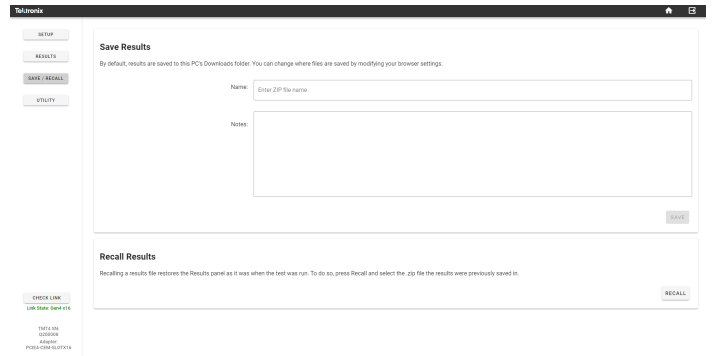 Tektronix
SETUP
RESULTS
SAVE / RECALL
UTILITY
Save Results
By default, results are saved to this PC's Downloads folder. You can change where files are saved by modifying your browser settings.
Name:
Enter ZIP file name
Notes:
SAVE
Recall Results
Recalling a results file restores the Results panel as it was when the test was run. To do so, press Recall and select the .zip file the results were previously saved in.
RECALL
CHECK LINK
Link State: Gen4 x16
TMT4 SN:
Q200008
Adapter:
PCIE4-CEM-SLOTX16